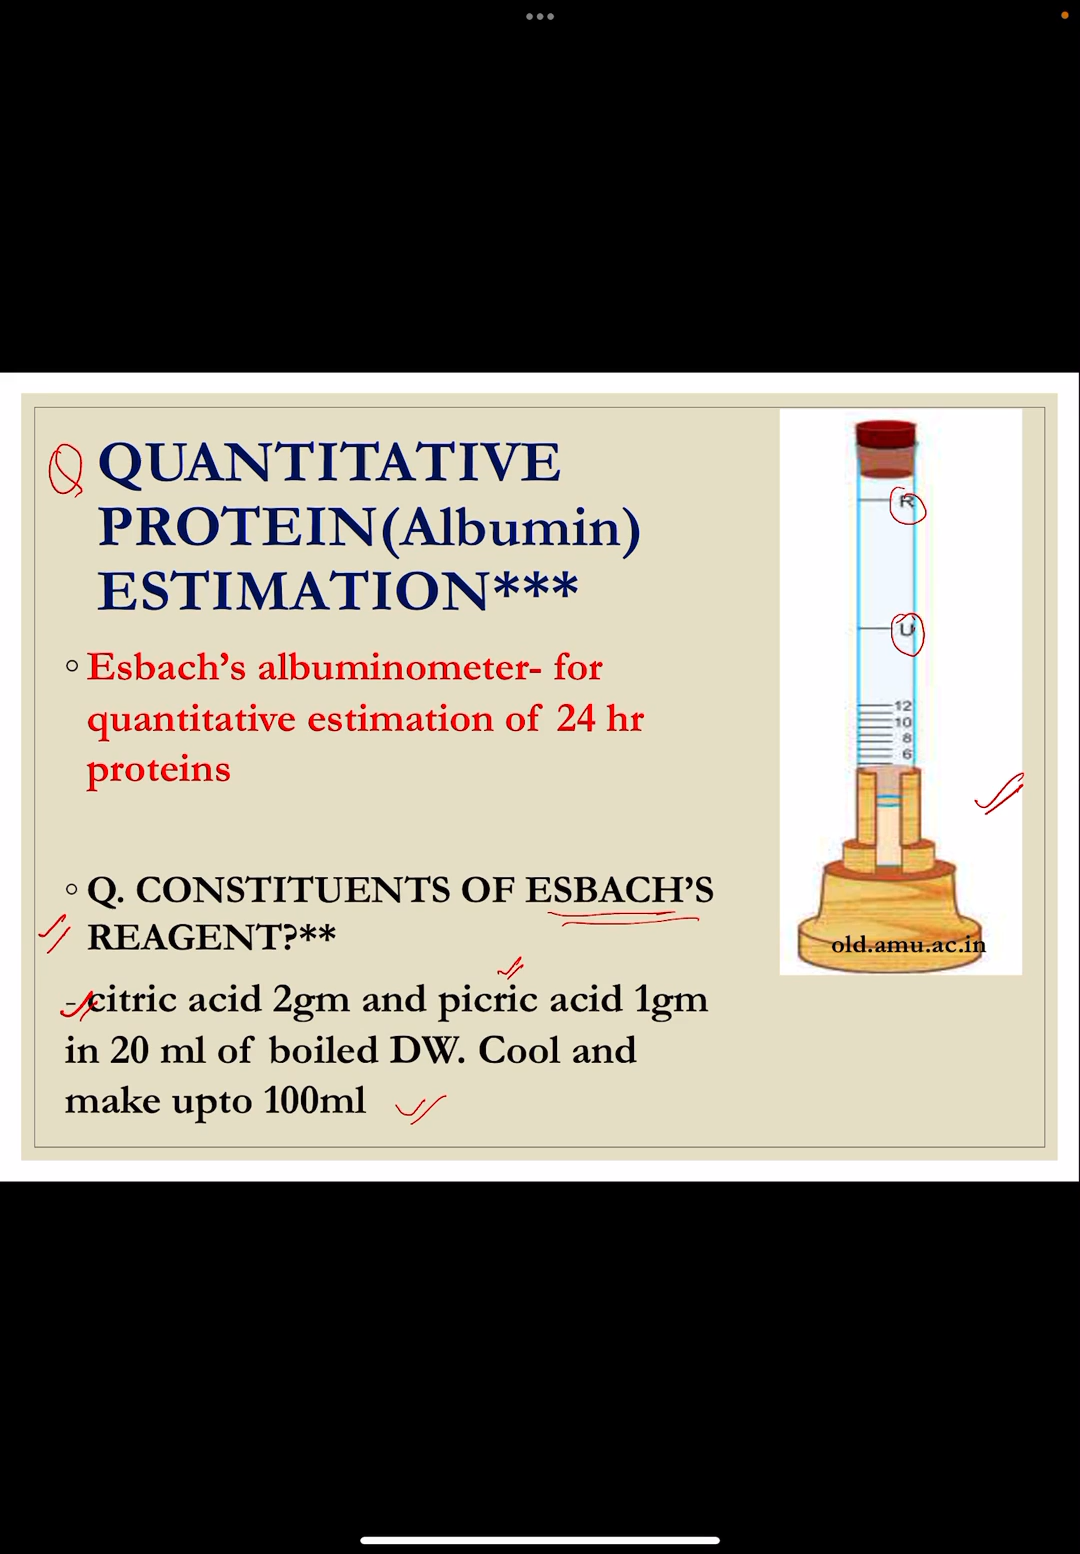 Q QUANTITATIVE
PROTEIN(Albumin)
ESTIMATION***
Esbach’s albuminometer- for
quantitative estimation of 24 hr
proteins
Q. CONSTITUENTS OF ESBACH’S
REAGENT?**
- citric acid 2gm and picric acid 1gm
in 20 ml of boiled DW. Cool and
make upto 100ml
R
U
12
10
8
6
old.amu.ac.in